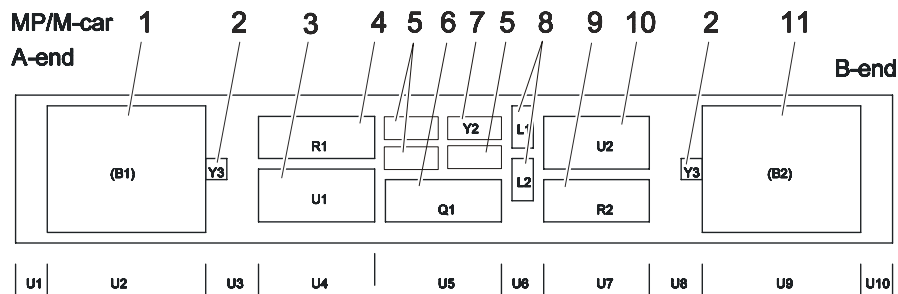 MP/M-car 1 2 3 4 5 6 7 5 8 9 10 2 11
A-end
B-end
Y2 L1
R1 U2
(B1) Y3 L2 Y3 (B2)
U1 Q1 R2
U1 U2 U3 U4 U5 U6 U7 U8 U9 U10